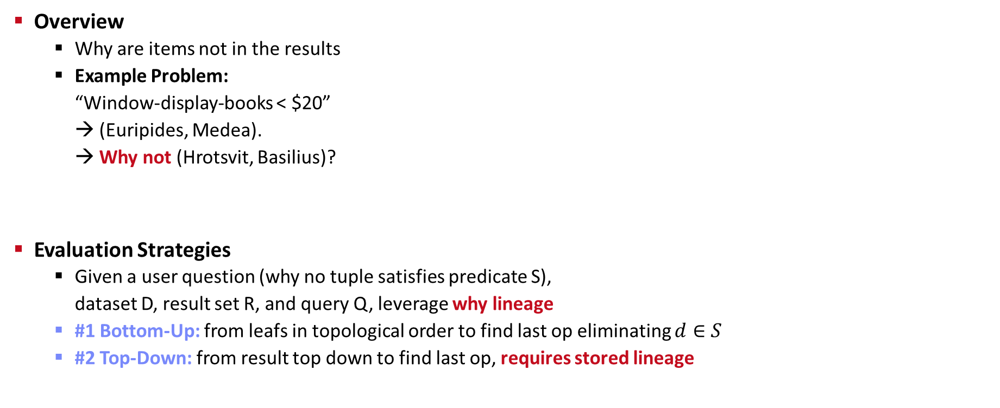 Overview
Why are items not in the results
Example Problem:
“Window-display-books < $20”
→ (Euripides, Medea).
→ Why not (Hrotsvit, Basilius)?
Evaluation Strategies
Given a user question (why no tuple satisfies predicate S),
dataset D, result set R, and query Q, leverage why lineage
#1 Bottom-Up: from leafs in topological order to find last op eliminating d ∈ S
#2 Top-Down: from result top down to find last op, requires stored lineage